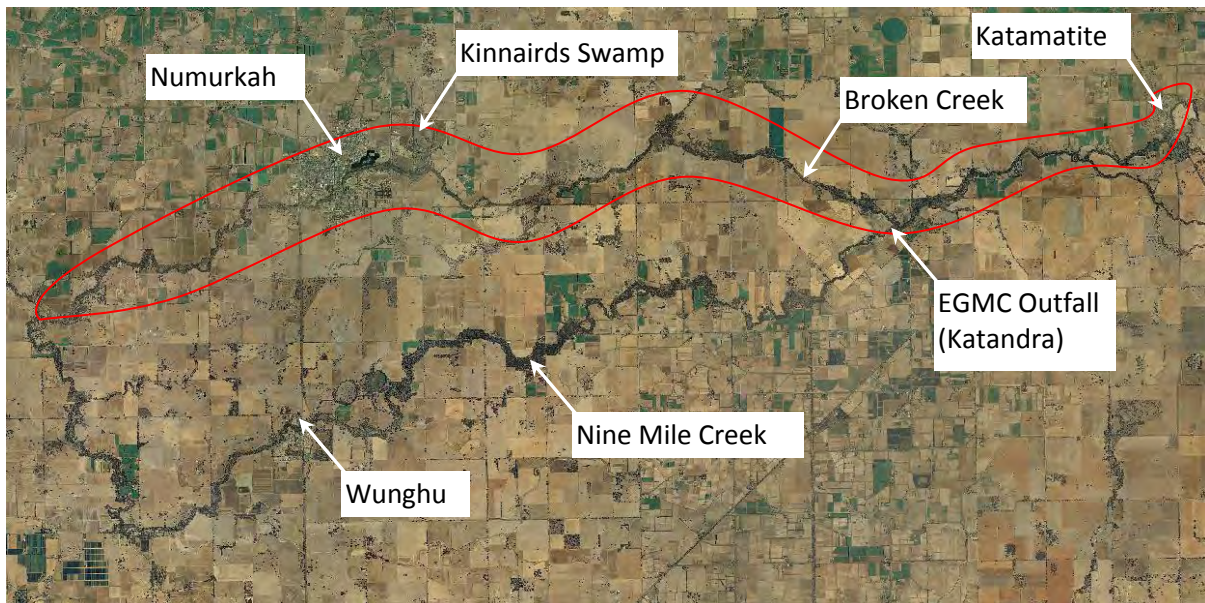 Kinnairds Swamp
Katamatite
Numurkah
Broken Creek
EGMC Outfall
(Katandra)
Nine Mile Creek
Wunghu